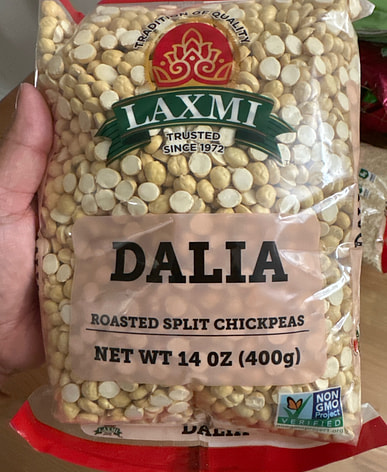 TRADITION OF QUALITY
LAXMI
TRUSTED
SINCE 1972
DALIA
ROASTED SPLIT CHICKPEAS
NET WT 14 OZ (400g)
NON
GMO
Project
VERIFIED
DALIA